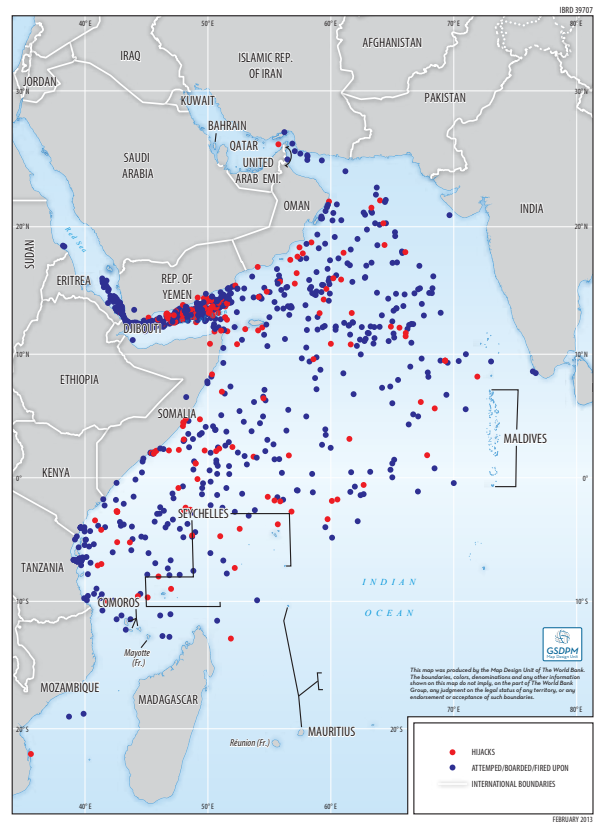 IBRD 39707
40°E
50°E
60°E
70°E
80°E
IRAQ
ISLAMIC REP.
OF IRAN
AFGHANISTAN
JORDAN
30°N
30°N
KUWAIT
PAKISTAN
BAHRAIN
QATAR
SAUDI
ARABIA
UNITED
ARAB EMI.
OMAN
INDIA
20°N
20°N
Red Sea
SUDAN
ERITREA
REP. OF
YEMEN
DJIBOUTI
10°N
10°N
ETHIOPIA
SOMALIA
MALDIVES
KENYA
0°
0°
SEYCHELLES
TANZANIA
INDIAN
OCEAN
10°S
10°S
COMOROS
Mayotte
(Fr.)
GSDPM
Map Design Unit
This map was produced by the Map Design Unit of The World Bank.
The boundaries, colors, denominations and any other information
shown on this map do not imply, on the part of The World Bank
Group, any judgment on the legal status of any territory, or any
endorsement or acceptance of such boundaries.
MOZAMBIQUE
MADAGASCAR
70°E
80°E
MAURITIUS
20°S
Réunion (Fr.)
HIJACKS
ATTEMPED/BOARDED/FIRED UPON
INTERNATIONAL BOUNDARIES
40°E
50°E
60°E
FEBRUARY 2013